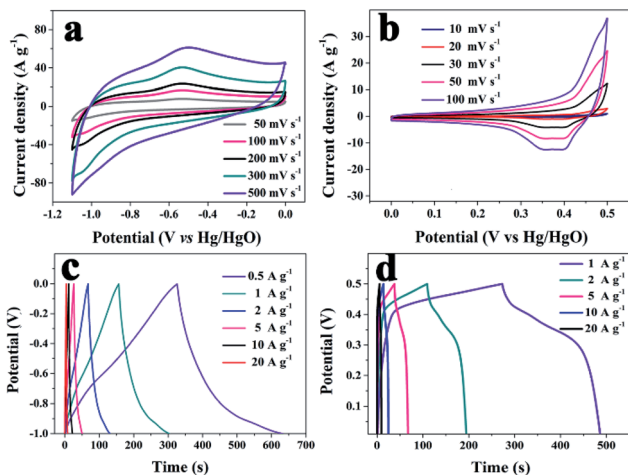 a
Current density (A g⁻¹)
80
40
0
-40
-80
-1.2
-1.0
-0.8
-0.6
-0.4
-0.2
0.0
50 mV s⁻¹
100 mV s⁻¹
200 mV s⁻¹
300 mV s⁻¹
500 mV s⁻¹
Potential (V vs Hg/HgO)
b
Current density (A g⁻¹)
40
30
20
10
0
-10
-20
-30
0.0
0.1
0.2
0.3
0.4
0.5
10 mV s⁻¹
20 mV s⁻¹
30 mV s⁻¹
50 mV s⁻¹
100 mV s⁻¹
Potential (V vs Hg/HgO)
c
Potential (V)
0.0
-0.2
-0.4
-0.6
-0.8
-1.0
0
100
200
300
400
500
600
700
0.5 A g⁻¹
1 A g⁻¹
2 A g⁻¹
5 A g⁻¹
10 A g⁻¹
20 A g⁻¹
Time (s)
d
Potential (V)
0.5
0.4
0.3
0.2
0.1
0
100
200
300
400
500
1 A g⁻¹
2 A g⁻¹
5 A g⁻¹
10 A g⁻¹
20 A g⁻¹
Time (s)